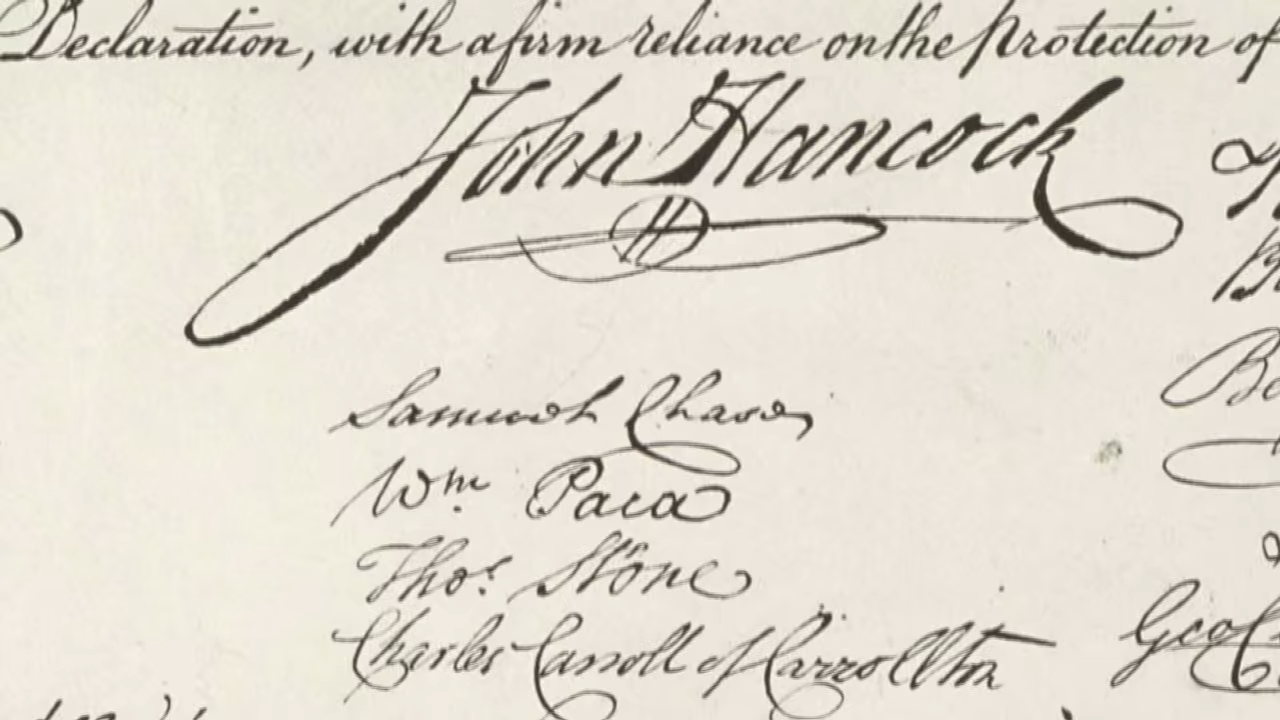 Declaration, with a firm reliance on the Protection of
John Hancock
Samuel Chase
Wm. Paca
Thos. Stone
Charles Carroll of Carrollton
Geo